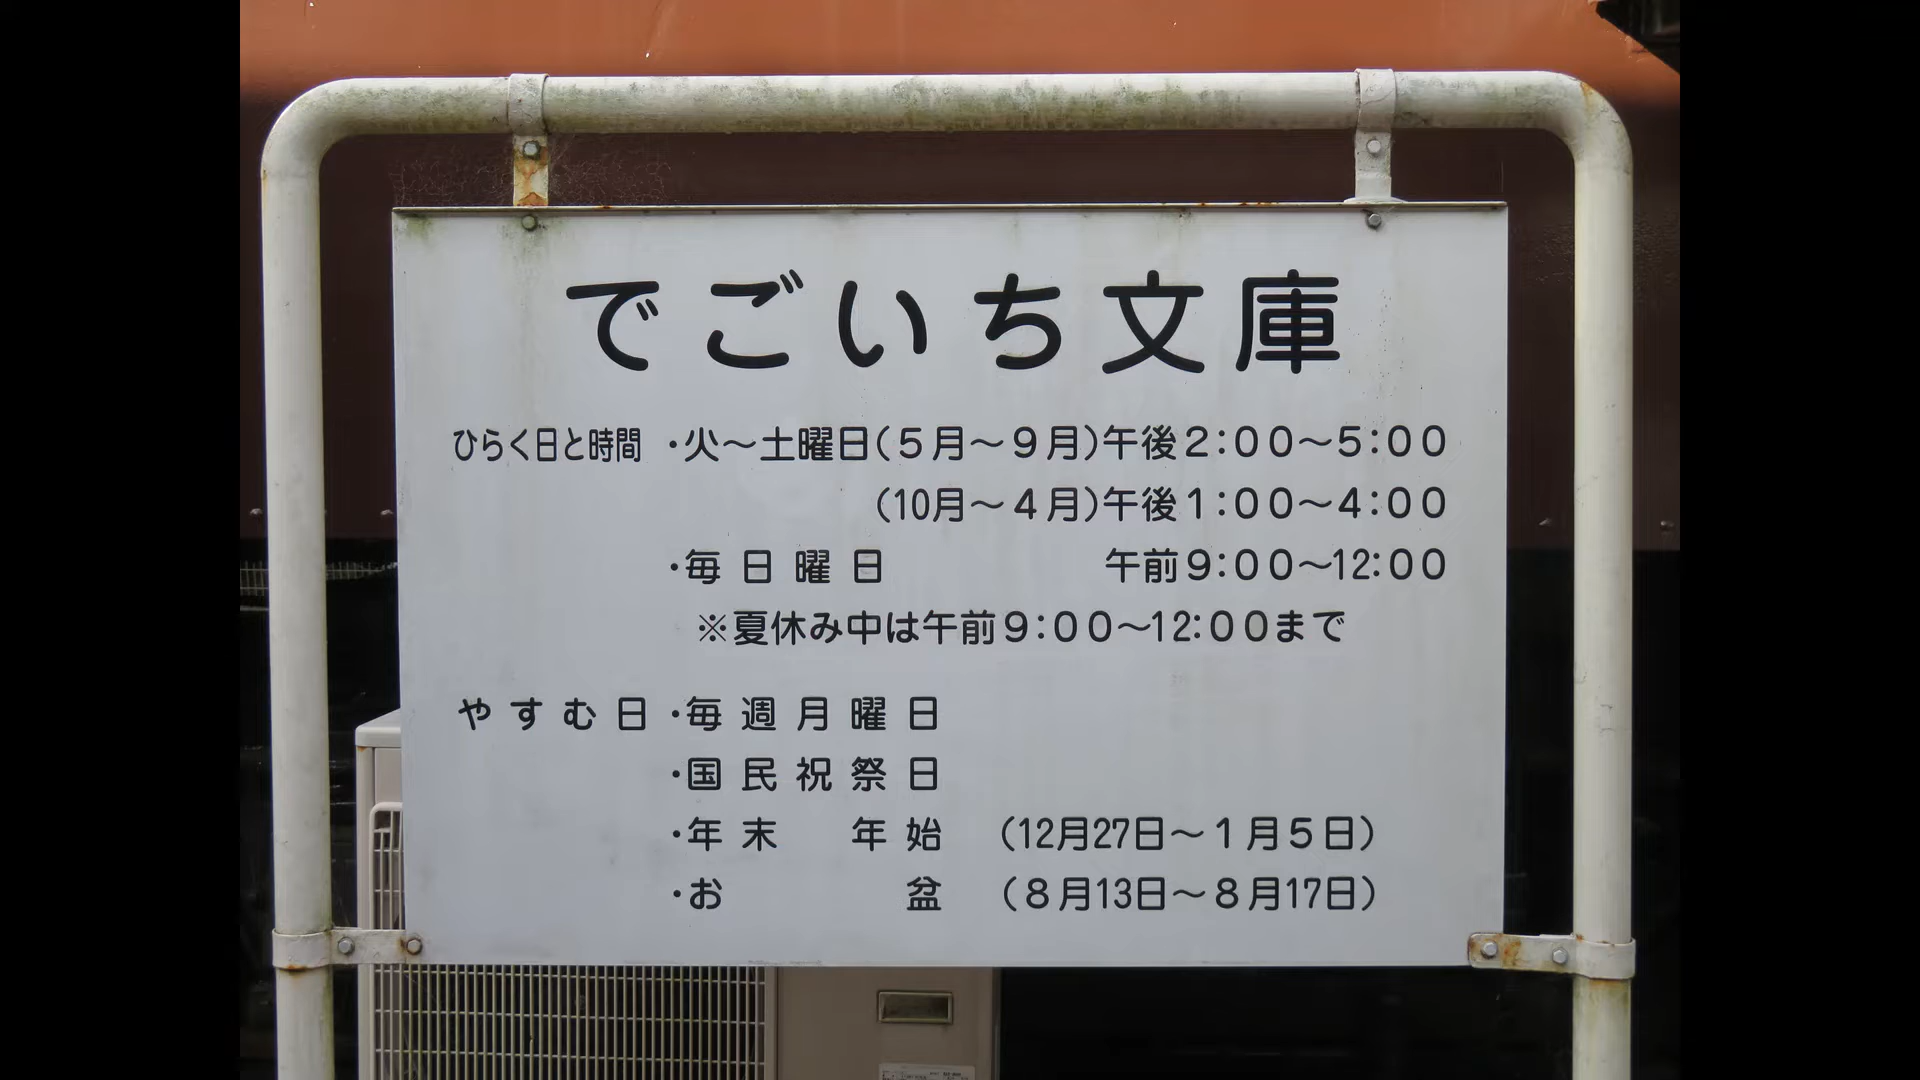 でごいち文庫
ひらく日と時間 ・火～土曜日(5月～9月)午後2:00～5:00
(10月～4月)午後1:00～4:00
・毎日曜日 午前9:00～12:00
※夏休み中は午前9:00～12:00まで
やすむ日 ・毎週月曜日
・国民祝祭日
・年末 年始 (12月27日～1月5日)
・お 盆 (8月13日～8月17日)